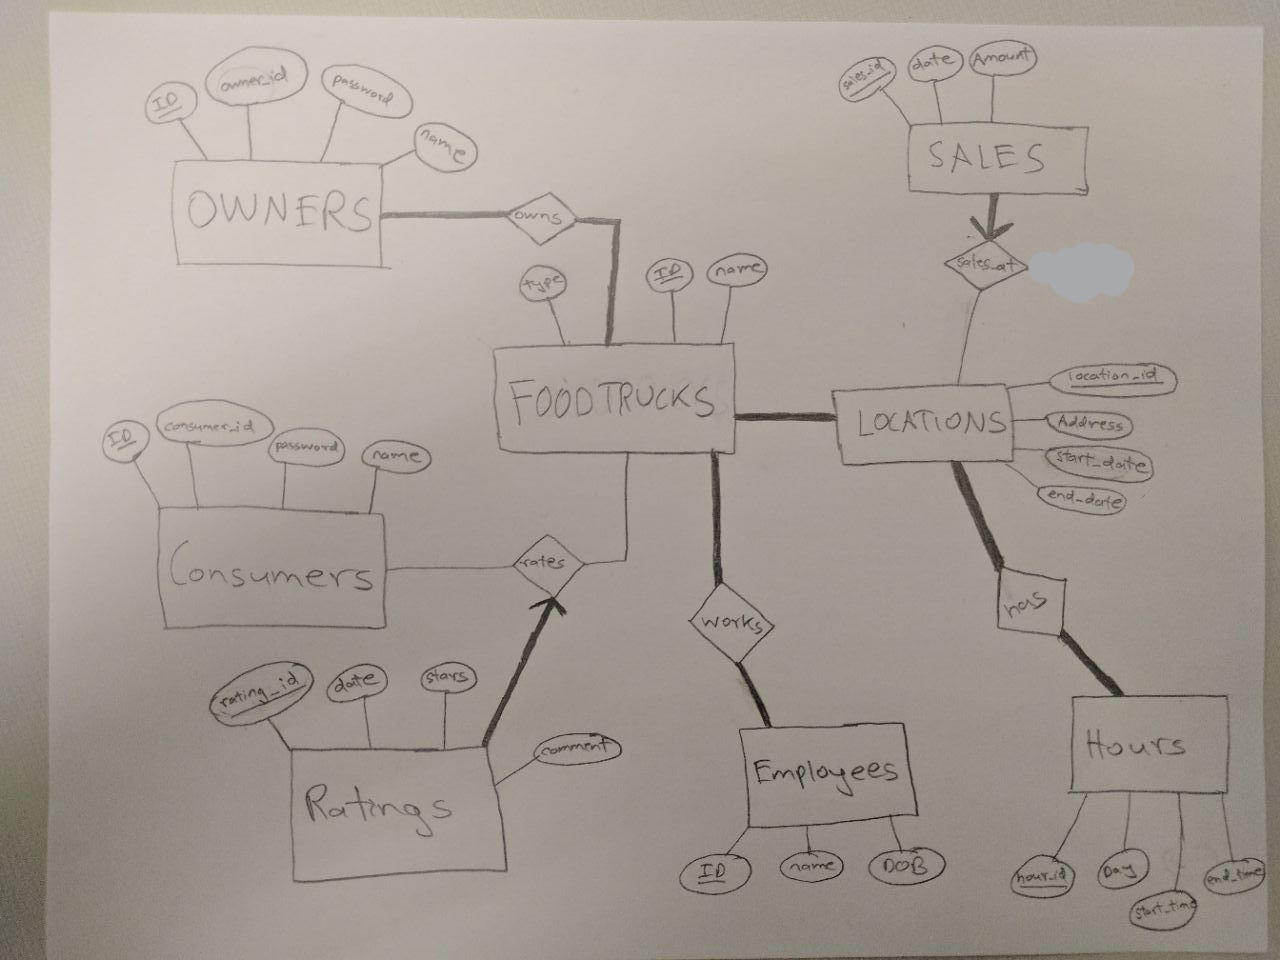 ID
owner_id
password
name
OWNERS
owns
sales_id
date
Amount
SALES
sales_at
type
ID
name
FOODTRUCKS
location_id
Address
start_date
end_date
LOCATIONS
ID
consumer_id
password
name
Consumers
rates
works
has
rating_id
date
stars
comment
Ratings
Employees
ID
name
DOB
Hours
hour_id
Day
start_time
end_time